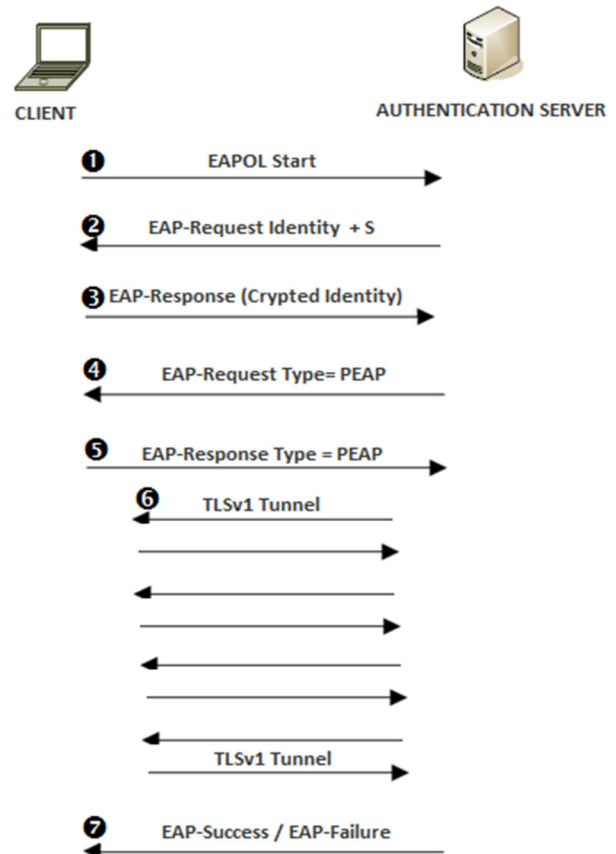 CLIENT
AUTHENTICATION SERVER
❶ EAPOL Start
❷ EAP-Request Identity + S
❸ EAP-Response (Crypted Identity)
❹ EAP-Request Type= PEAP
❺ EAP-Response Type = PEAP
❻ TLSv1 Tunnel
TLSv1 Tunnel
❼ EAP-Success / EAP-Failure